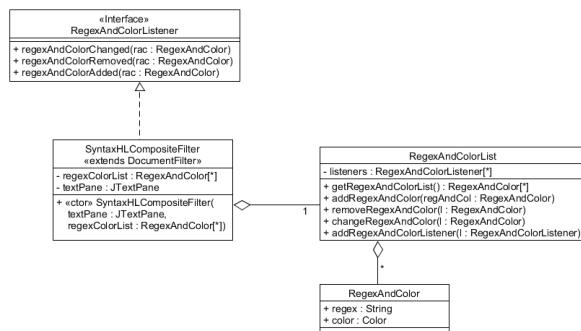 «Interface»
RegexAndColorListener
+ regexAndColorChanged(rac : RegexAndColor)
+ regexAndColorRemoved(rac : RegexAndColor)
+ regexAndColorAdded(rac : RegexAndColor)
SyntaxHLCompositeFilter
«extends DocumentFilter»
- regexColorList : RegexAndColor[*]
- textPane : JTextPane
+ «ctor» SyntaxHLCompositeFilter(
textPane : JTextPane,
regexColorList : RegexAndColor[*])
1
RegexAndColorList
- listeners : RegexAndColorListener[*]
+ getRegexAndColorList() : RegexAndColor[*]
+ addRegexAndColor(regAndCol : RegexAndColor)
+ removeRegexAndColor(l : RegexAndColor)
+ changeRegexAndColor(l : RegexAndColor)
+ addRegexAndColorListener(l : RegexAndColorListener)
*
RegexAndColor
+ regex : String
+ color : Color